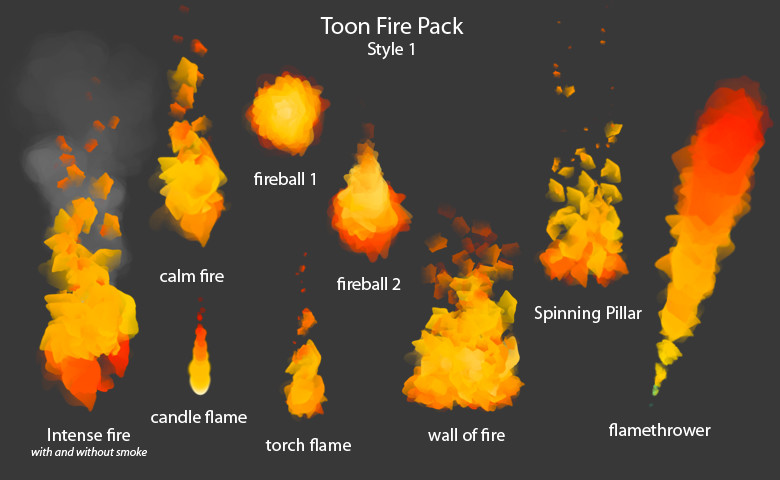 Toon Fire Pack
Style 1
fireball 1
calm fire
fireball 2
Spinning Pillar
candle flame
Intense fire
with and without smoke
torch flame
wall of fire
flamethrower